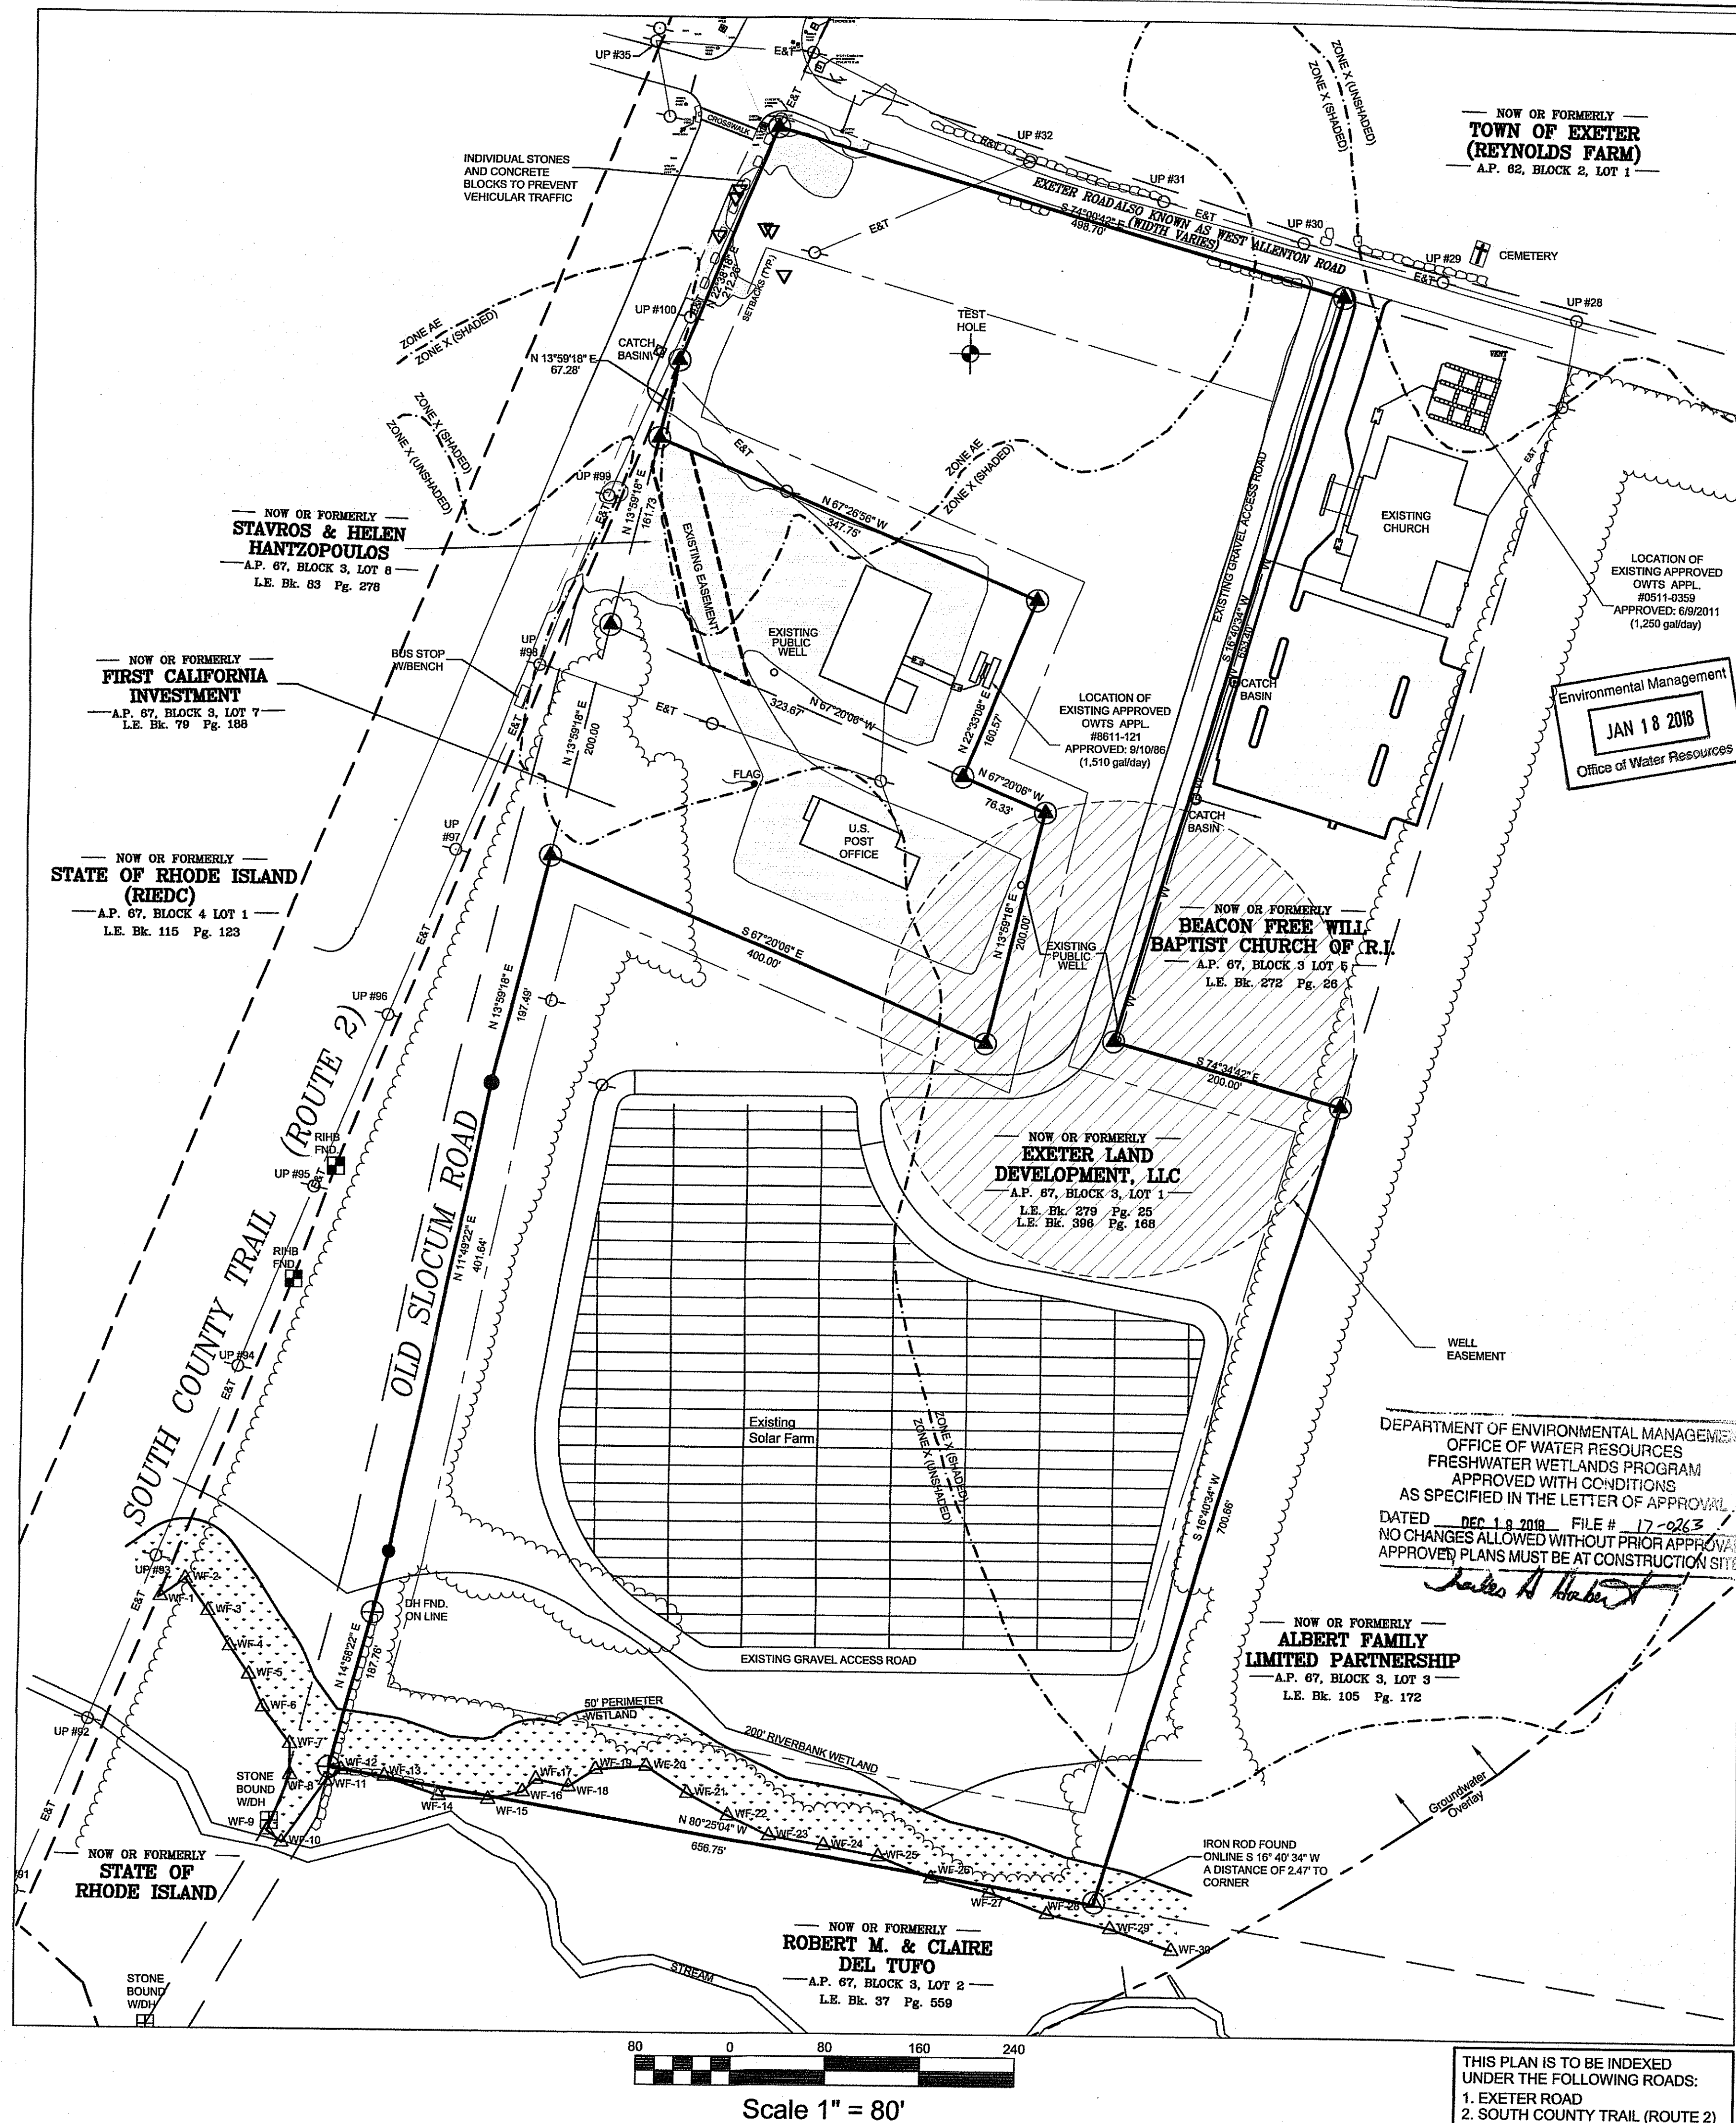 UP #35
E&T
E&T
CROSSWALK
UP #32
E&T
ZONE X (UNSHADED)
ZONE X (SHADED)
NOW OR FORMERLY
TOWN OF EXETER
(REYNOLDS FARM)
A.P. 62, BLOCK 2, LOT 1
INDIVIDUAL STONES
AND CONCRETE
BLOCKS TO PREVENT
VEHICULAR TRAFFIC
UP #31
E&T
EXETER ROAD ALSO KNOWN AS WEST ALLENTON ROAD
(WIDTH VARIES)
S 74°00'42" E
498.70'
UP #30
UP #29
E&T
CEMETERY
UP #28
E&T
N 22°38'18" E
212.26'
SETBACKS (TYP.)
UP #100
E&T
ZONE AE
ZONE X (SHADED)
CATCH
BASIN
N 13°59'18" E
67.28'
TEST
HOLE
VENT
ZONE X (SHADED)
ZONE X (UNSHADED)
E&T
ZONE AE
ZONE X (SHADED)
EXISTING GRAVEL ACCESS ROAD
E&T
UP #99
E&T
N 13°59'18" E
161.73
N 67°26'56" W
347.75'
EXISTING
CHURCH
NOW OR FORMERLY
STAVROS & HELEN
HANTZOPOULOS
A.P. 67, BLOCK 3, LOT 8
L.E. Bk. 83 Pg. 278
EXISTING EASEMENT
LOCATION OF
EXISTING APPROVED
OWTS APPL.
#0511-0359
APPROVED: 6/9/2011
(1,250 gal/day)
W
S 16°40'34" W
653.40'
EXISTING
PUBLIC
WELL
UP
#98
BUS STOP
W/BENCH
NOW OR FORMERLY
FIRST CALIFORNIA
INVESTMENT
A.P. 67, BLOCK 3, LOT 7
L.E. Bk. 79 Pg. 188
E&T
N 13°59'18" E
200.00
E&T
323.67'
N 67°20'06" W
N 22°33'08" E
160.57'
LOCATION OF
EXISTING APPROVED
OWTS APPL.
#8611-121
APPROVED: 9/10/86
(1,510 gal/day)
W
CATCH
BASIN
Environmental Management
JAN 18 2018
Office of Water Resources
FLAG
N 67°20'06" W
76.33'
W
CATCH
BASIN
UP
#97
U.S.
POST
OFFICE
NOW OR FORMERLY
STATE OF RHODE ISLAND
(RIEDC)
A.P. 67, BLOCK 4 LOT 1
L.E. Bk. 115 Pg. 123
W
NOW OR FORMERLY
BEACON FREE WILL
BAPTIST CHURCH OF R.I.
A.P. 67, BLOCK 3 LOT 5
L.E. Bk. 272 Pg. 26
E&T
S 67°20'06" E
400.00'
N 13°59'18" E
200.00'
EXISTING
PUBLIC
WELL
W
N 13°59'18" E
197.49'
UP #96
S 74°34'42" E
200.00'
SOUTH COUNTY TRAIL (ROUTE 2)
OLD SLOCUM ROAD
RIHB
FND.
UP #95
E&T
NOW OR FORMERLY
EXETER LAND
DEVELOPMENT, LLC
A.P. 67, BLOCK 3, LOT 1
L.E. Bk. 279 Pg. 25
L.E. Bk. 396 Pg. 168
N 11°49'22" E
401.64'
RIHB
FND.
UP #94
E&T
WELL
EASEMENT
Existing
Solar Farm
ZONE X (SHADED)
ZONE X (UNSHADED)
S 16°40'34" W
700.66'
DEPARTMENT OF ENVIRONMENTAL MANAGEMENT
OFFICE OF WATER RESOURCES
FRESHWATER WETLANDS PROGRAM
APPROVED WITH CONDITIONS
AS SPECIFIED IN THE LETTER OF APPROVAL
DATED DEC 18 2018 FILE # 17-0263
NO CHANGES ALLOWED WITHOUT PRIOR APPROVAL
APPROVED PLANS MUST BE AT CONSTRUCTION SITE
UP #93
E&T
WF-1
WF-2
WF-3
WF-4
WF-5
WF-6
WF-7
DH FND.
ON LINE
N 14°58'22" E
187.76'
EXISTING GRAVEL ACCESS ROAD
NOW OR FORMERLY
ALBERT FAMILY
LIMITED PARTNERSHIP
A.P. 67, BLOCK 3, LOT 3
L.E. Bk. 105 Pg. 172
50' PERIMETER
WETLAND
200' RIVERBANK WETLAND
UP #92
STONE
BOUND
W/DH
WF-8
WF-9
WF-10
WF-11
WF-12
WF-13
WF-14
WF-15
WF-16
WF-17
WF-18
WF-19
WF-20
WF-21
WF-22
WF-23
WF-24
WF-25
WF-26
WF-27
WF-28
WF-29
WF-30
N 80°25'04" W
656.75'
Groundwater
Overlay
E&T
#91
NOW OR FORMERLY
STATE OF
RHODE ISLAND
IRON ROD FOUND
ONLINE S 16° 40' 34" W
A DISTANCE OF 2.47' TO
CORNER
NOW OR FORMERLY
ROBERT M. & CLAIRE
DEL TUFO
A.P. 67, BLOCK 3, LOT 2
L.E. Bk. 37 Pg. 559
STREAM
STONE
BOUND
W/DH
80 0 80 160 240
Scale 1" = 80'
THIS PLAN IS TO BE INDEXED
UNDER THE FOLLOWING ROADS:
1. EXETER ROAD
2. SOUTH COUNTY TRAIL (ROUTE 2)